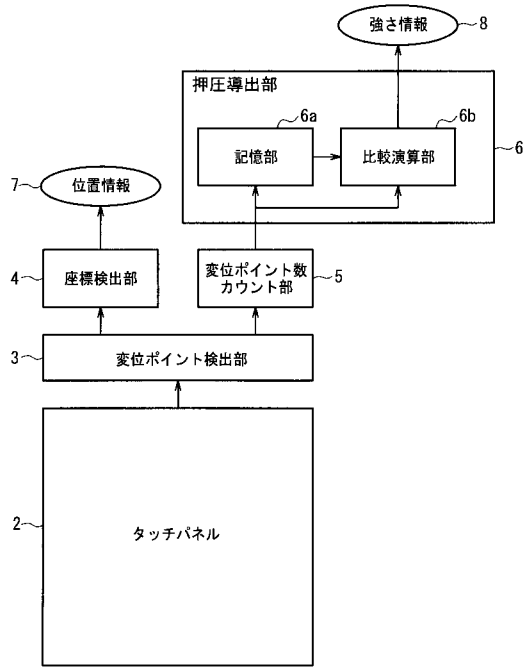 強さ情報
8
押圧導出部
6a
6b
記憶部
比較演算部
6
7
位置情報
4
座標検出部
変位ポイント数
カウント部
5
3
変位ポイント検出部
2
タッチパネル